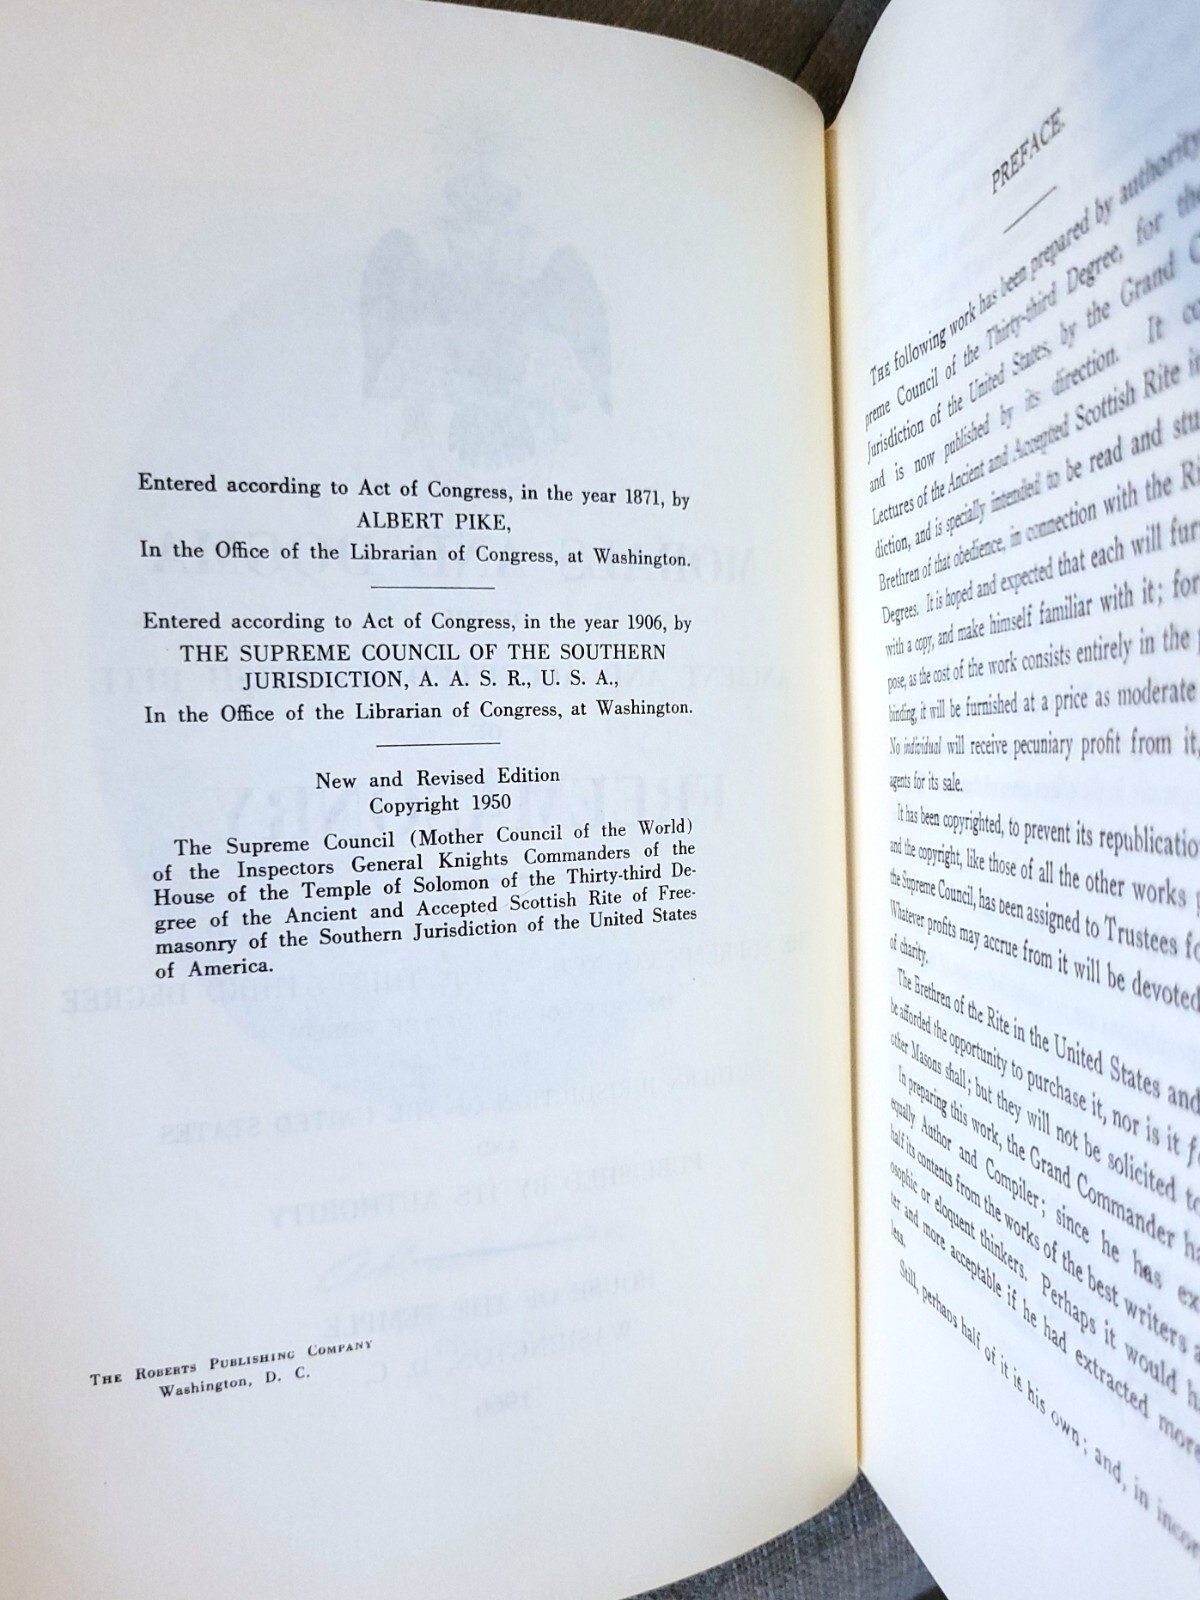 Entered according to Act of Congress, in the year 1871, by
ALBERT PIKE,
In the Office of the Librarian of Congress, at Washington.
Entered according to Act of Congress, in the year 1906, by
THE SUPREME COUNCIL OF THE SOUTHERN
JURISDICTION, A. A. S. R., U. S. A.,
In the Office of the Librarian of Congress, at Washington.
New and Revised Edition
Copyright 1950
The Supreme Council (Mother Council of the World)
of the Inspectors General Knights Commanders of the
House of the Temple of Solomon of the Thirty-third De-
gree of the Ancient and Accepted Scottish Rite of Free-
masonry of the Southern Jurisdiction of the United States
of America.
THE ROBERTS PUBLISHING COMPANY
Washington, D. C.
PREFACE.
THE following work has been prepared by authority
preme Council of the Thirty-third Degree, for the
Jurisdiction of the United States, by the Grand C
and is now published by its direction. It co
Lectures of the Ancient and Accepted Scottish Rite in
diction, and is specially intended to be read and stu
Brethren of that obedience, in connection with the Ri
Degrees. It is hoped and expected that each will fur
with a copy, and make himself familiar with it; for
pose, as the cost of the work consists entirely in the
binding, it will be furnished at a price as moderate
No individual will receive pecuniary profit from it,
agents for its sale.
It has been copyrighted, to prevent its republicatio
and the copyright, like those of all the other works
the Supreme Council, has been assigned to Trustees fo
Whatever profits may accrue from it will be devoted
of charity.
The Brethren of the Rite in the United States and
be afforded the opportunity to purchase it, nor is it f
other Masons shall; but they will not be solicited to
In preparing this work, the Grand Commander ha
equally Author and Compiler; since he has ex
half its contents from the works of the best writers a
osophic or eloquent thinkers. Perhaps it would h
ter and more acceptable if he had extracted more
less.
Still, perhaps half of it is his own; and, in incor